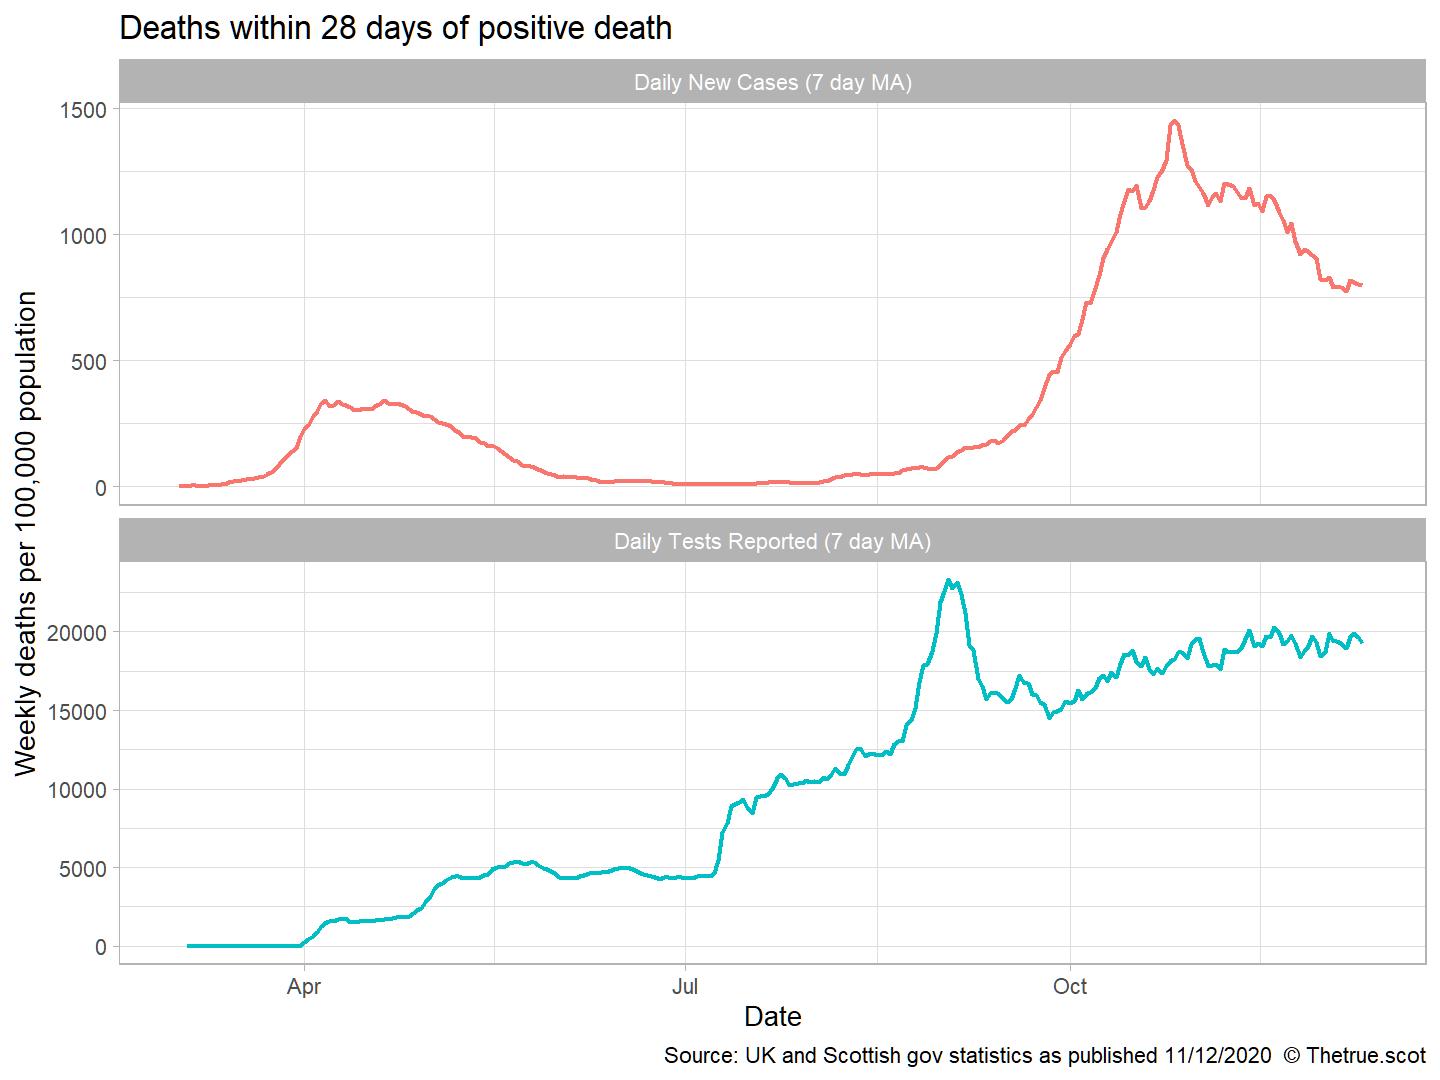 Deaths within 28 days of positive death
Daily New Cases (7 day MA)
1500
1000
500
0
Weekly deaths per 100,000 population
Daily Tests Reported (7 day MA)
20000
15000
10000
5000
0
Apr Jul Oct
Date
Source: UK and Scottish gov statistics as published 11/12/2020 © Thetrue.scot